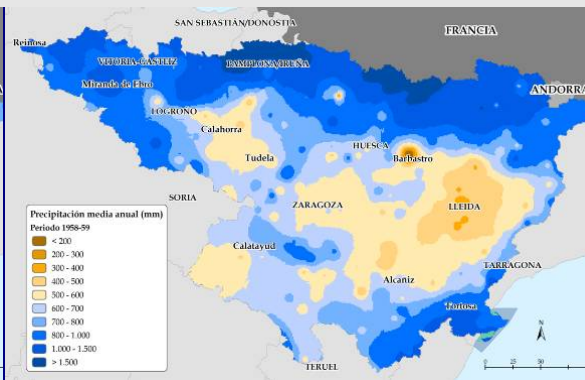 SAN SEBASTIÁN/DONOSTIA
FRANCIA
Reinosa
VITORIA-GASTEIZ
PAMPLONA/IRUÑA
Miranda de Ebro
ANDORRA
LOGROÑO
Calahorra
HUESCA
Barbastro
Tudela
SORIA
ZARAGOZA
LLEIDA
Precipitación media anual (mm)
Periodo 1958-59
< 200
200 - 300
300 - 400
400 - 500
500 - 600
600 - 700
700 - 800
800 - 1.000
1.000 - 1.500
> 1.500
Calatayud
TARRAGONA
Alcañiz
Tortosa
TERUEL
N
0 25 50